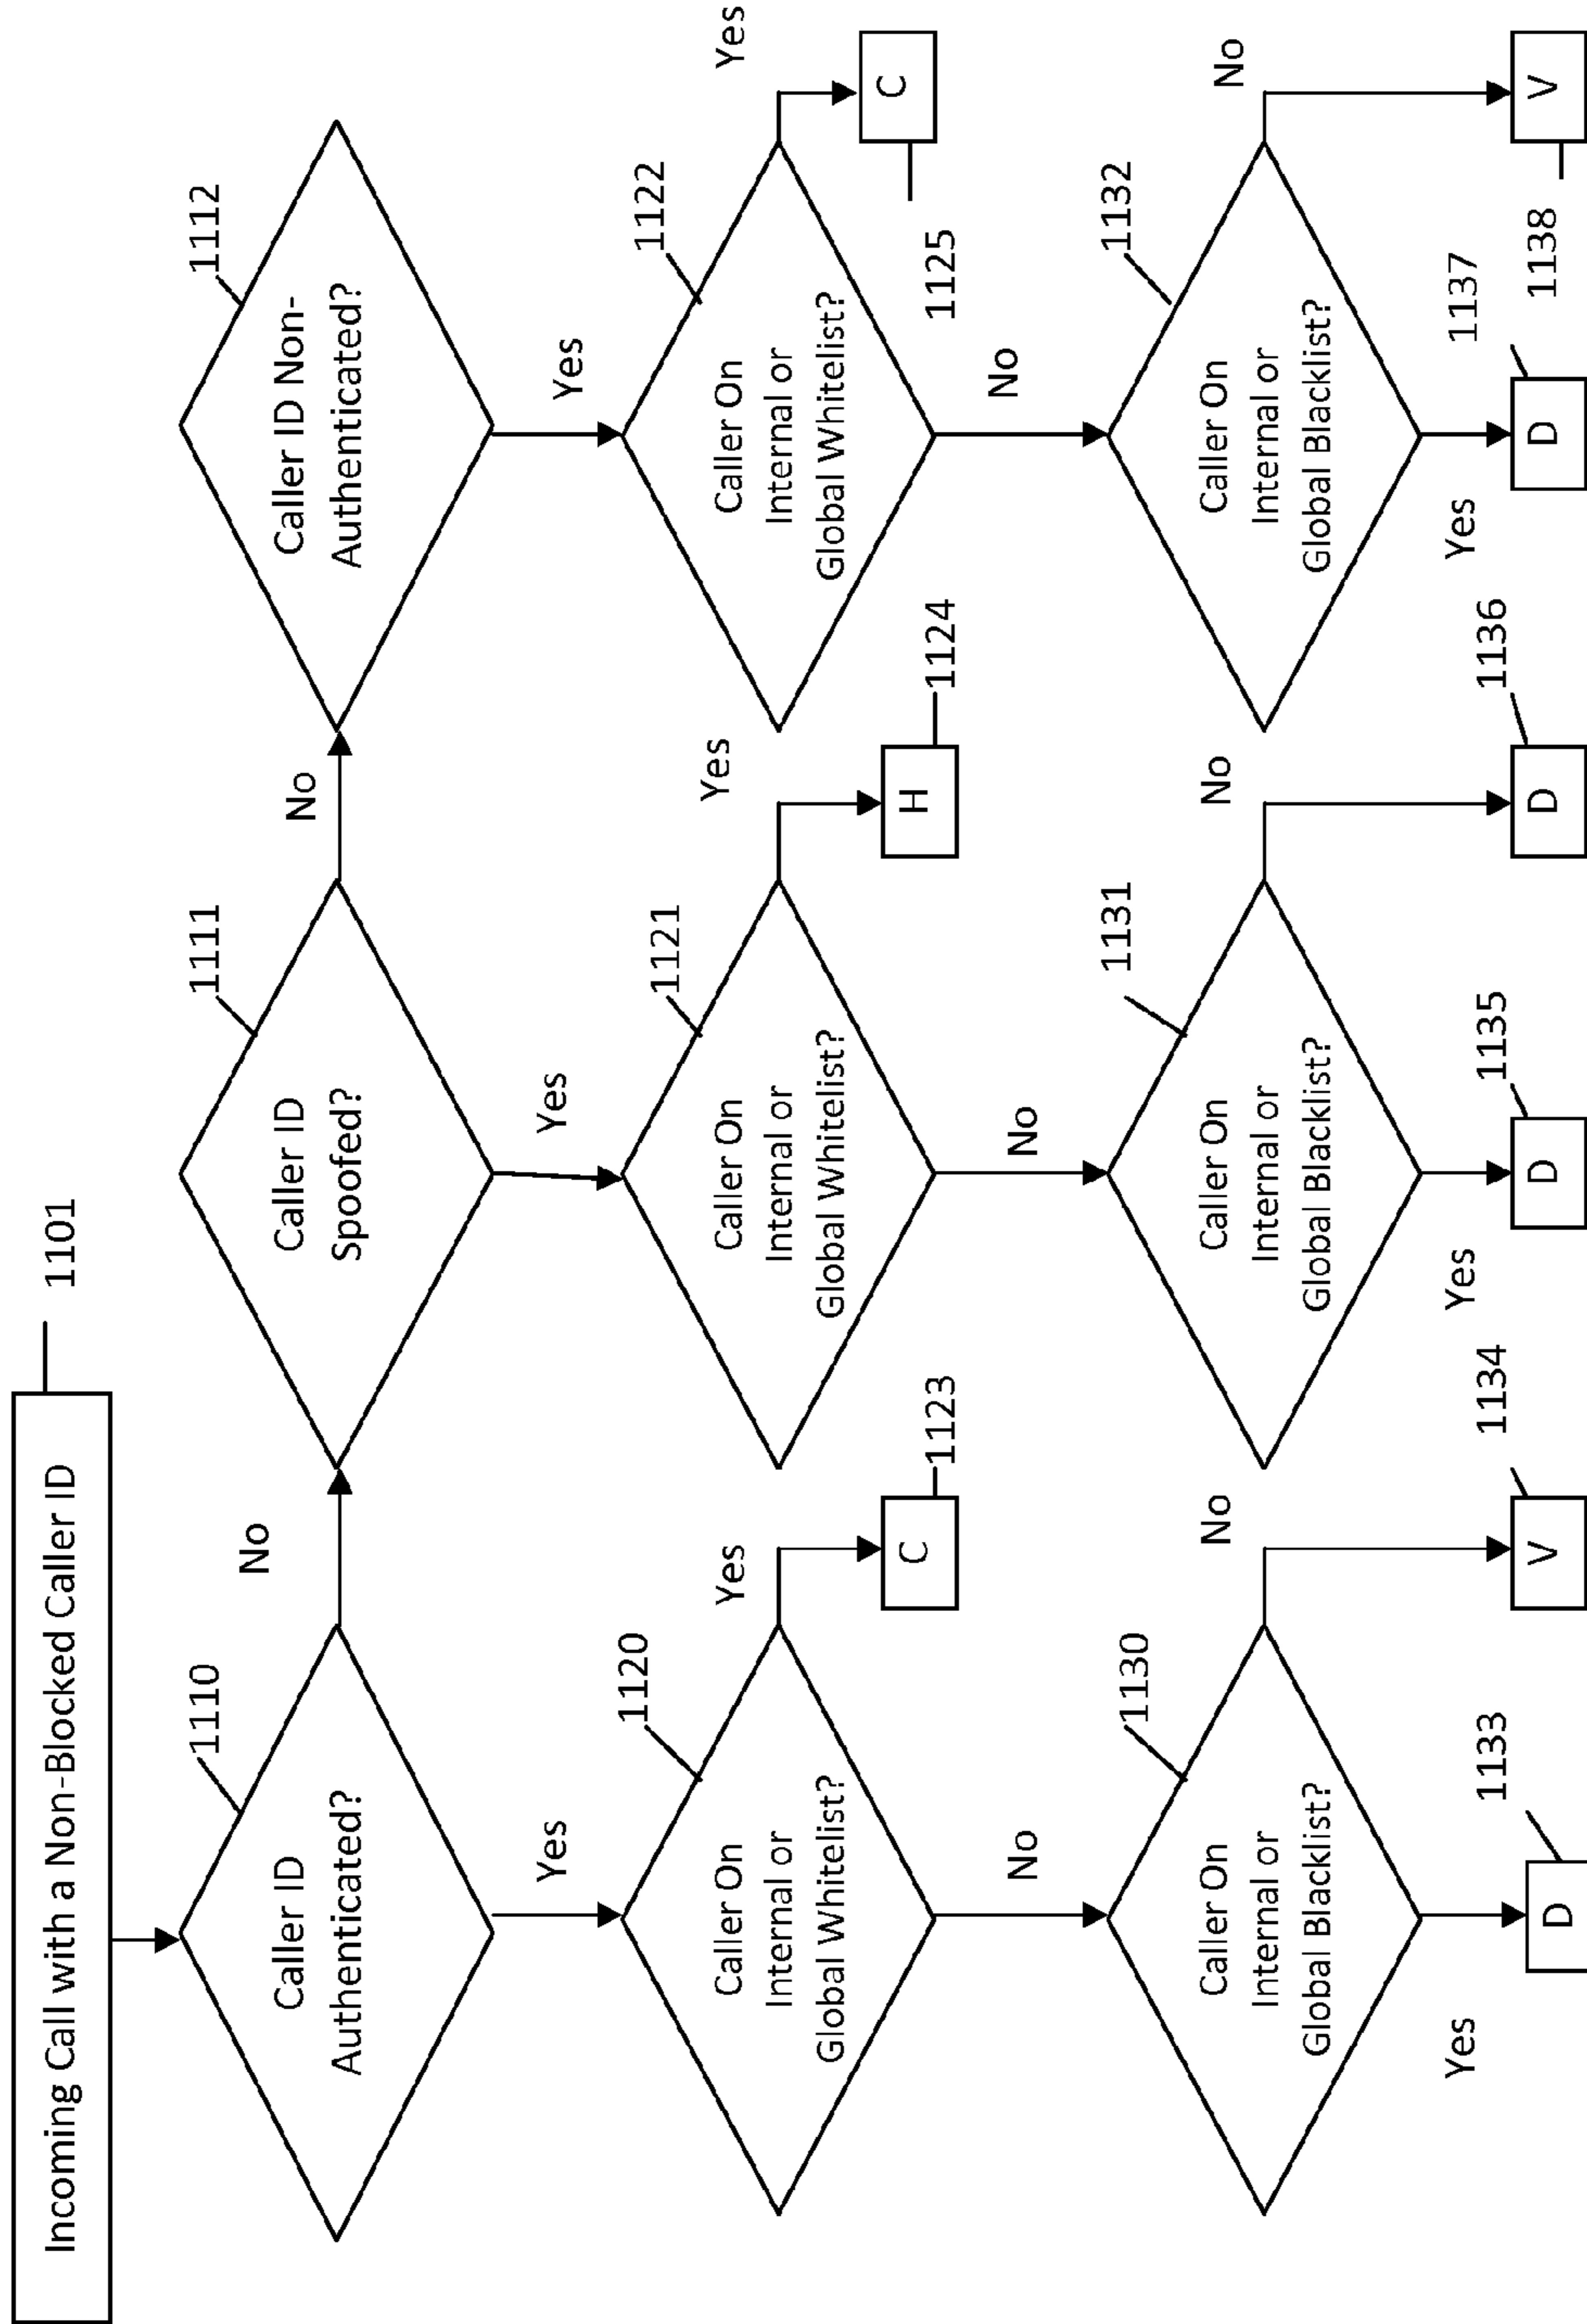 Incoming Call with a Non-Blocked Caller ID
1101
1110
Caller ID
Authenticated?
No
1111
Caller ID
Spoofed?
No
1112
Caller ID Non-
Authenticated?
Yes
Yes
Yes
1120
Caller On
Internal or
Global Whitelist?
Yes
C
1123
1121
Caller On
Internal or
Global Whitelist?
Yes
H
1124
1122
Caller On
Internal or
Global Whitelist?
Yes
C
1125
No
No
No
1130
Caller On
Internal or
Global Blacklist?
No
1131
Caller On
Internal or
Global Blacklist?
No
1132
Caller On
Internal or
Global Blacklist?
No
Yes
1133
D
1134
V
Yes
1135
D
1136
D
Yes
1137
D
1138
V